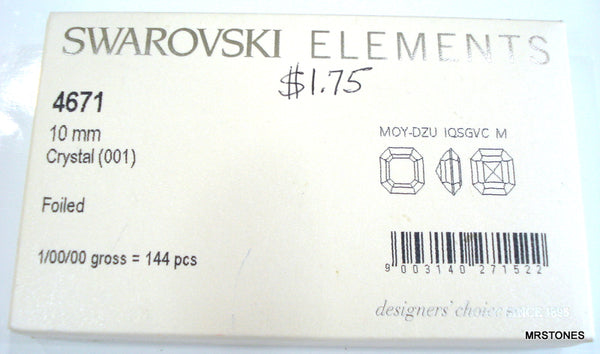 SWAROVSKI ELEMENTS
$1.75
4671
10 mm
Crystal (001)
MOY-DZU IQSGVC M
Foiled
1/00/00 gross = 144 pcs
9 003140 271522
designers' choice SINCE 1895
MRSTONES